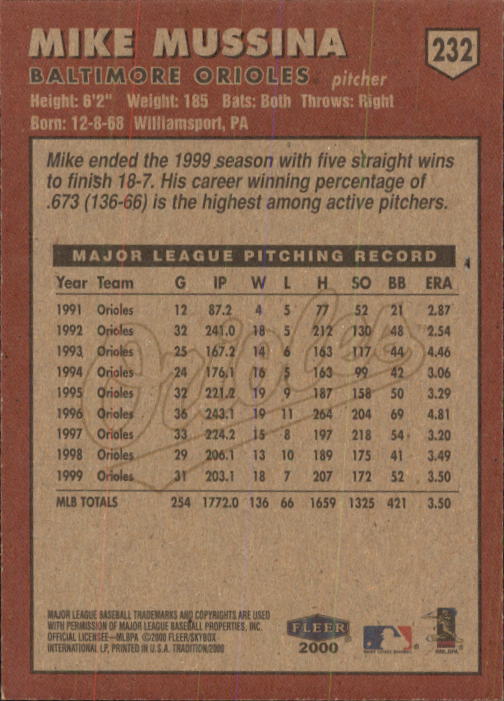 MIKE MUSSINA
232
BALTIMORE ORIOLES pitcher
Height: 6'2" Weight: 185 Bats: Both Throws: Right
Born: 12-8-68 Williamsport, PA
Mike ended the 1999 season with five straight wins
to finish 18-7. His career winning percentage of
.673 (136-66) is the highest among active pitchers.
MAJOR LEAGUE PITCHING RECORD
Year Team G IP W L H SO BB ERA
1991 Orioles 12 87.2 4 5 77 52 21 2.87
1992 Orioles 32 241.0 18 5 212 130 48 2.54
1993 Orioles 25 167.2 14 6 163 117 44 4.46
1994 Orioles 24 176.1 16 5 163 99 42 3.06
1995 Orioles 32 221.2 19 9 187 158 50 3.29
1996 Orioles 36 243.1 19 11 264 204 69 4.81
1997 Orioles 33 224.2 15 8 197 218 54 3.20
1998 Orioles 29 206.1 13 10 189 175 41 3.49
1999 Orioles 31 203.1 18 7 207 172 52 3.50
MLB TOTALS 254 1772.0 136 66 1659 1325 421 3.50
Orioles
MAJOR LEAGUE BASEBALL TRADEMARKS AND COPYRIGHTS ARE USED
WITH PERMISSION OF MAJOR LEAGUE BASEBALL PROPERTIES, INC.
OFFICIAL LICENSEE—MLBPA ©2000 FLEER/SKYBOX
INTERNATIONAL LP, PRINTED IN U.S.A. TRADITION/2000
FLEER
2000
MLBPA